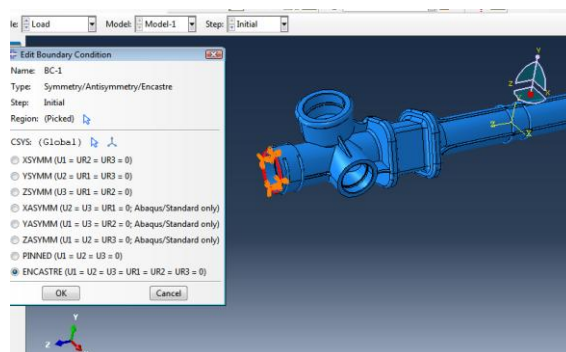 le: Load Model: Model-1 Step: Initial
Edit Boundary Condition
Name: BC-1
Type: Symmetry/Antisymmetry/Encastre
Step: Initial
Region: (Picked)
CSYS: (Global)
XSYMM (U1 = UR2 = UR3 = 0)
YSYMM (U2 = UR1 = UR3 = 0)
ZSYMM (U3 = UR1 = UR2 = 0)
XASYMM (U2 = U3 = UR1 = 0; Abaqus/Standard only)
YASYMM (U1 = U3 = UR2 = 0; Abaqus/Standard only)
ZASYMM (U1 = U2 = UR3 = 0; Abaqus/Standard only)
PINNED (U1 = U2 = U3 = 0)
ENCASTRE (U1 = U2 = U3 = UR1 = UR2 = UR3 = 0)
OK Cancel
Y
Z X
Z X
Y
Z